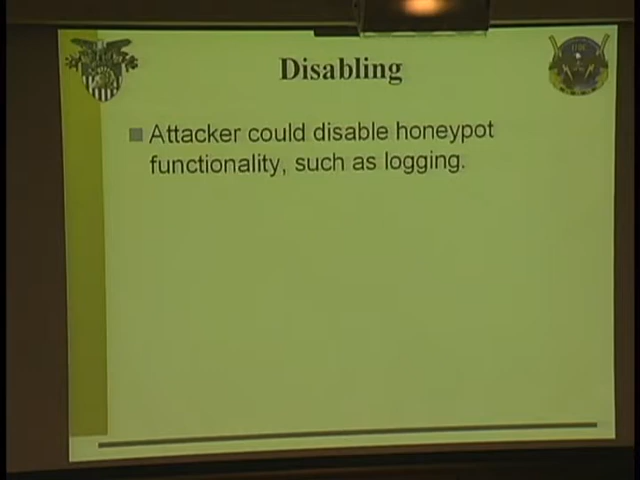 Disabling
Attacker could disable honeypot
functionality, such as logging.